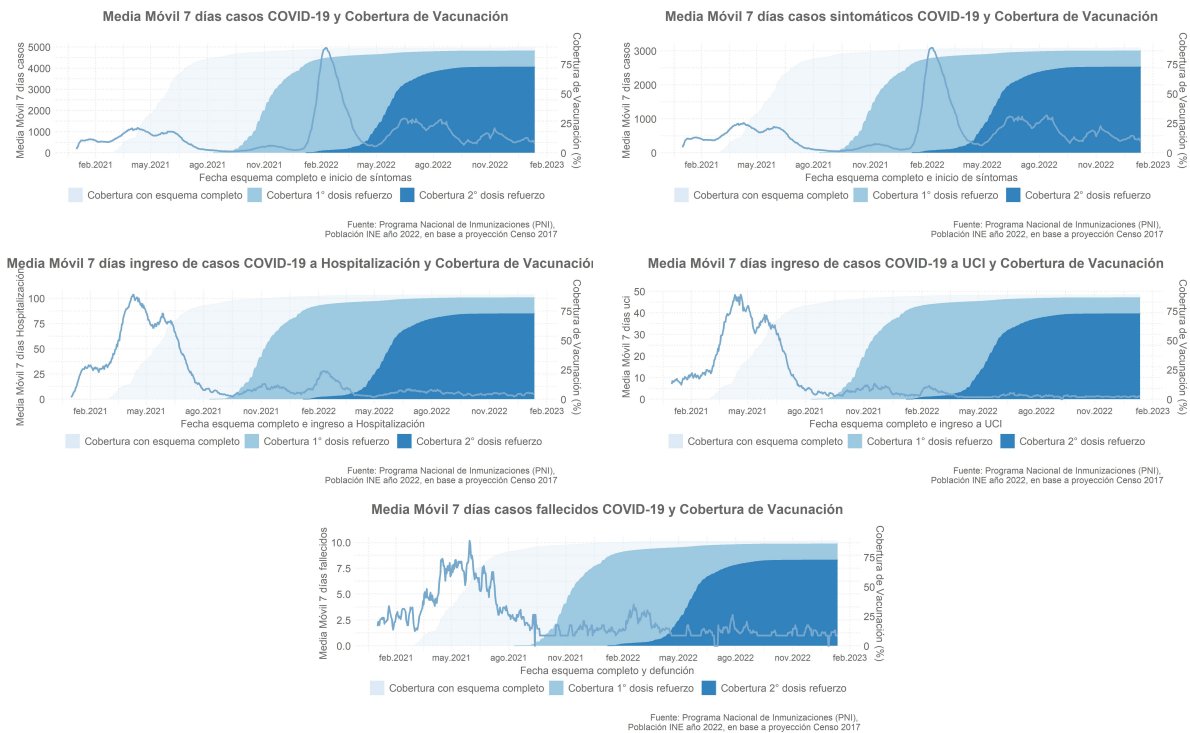 Media Móvil 7 días casos COVID-19 y Cobertura de Vacunación
Media Móvil 7 días casos
5000
4000
3000
2000
1000
0
Cobertura de Vacunación (%)
75
50
25
0
feb.2021 may.2021 ago.2021 nov.2021 feb.2022 may.2022 ago.2022 nov.2022 feb.2023
Fecha esquema completo e inicio de síntomas
Cobertura con esquema completo Cobertura 1° dosis refuerzo Cobertura 2° dosis refuerzo
Fuente: Programa Nacional de Inmunizaciones (PNI),
Población INE año 2022, en base a proyección Censo 2017
Media Móvil 7 días casos sintomáticos COVID-19 y Cobertura de Vacunación
Media Móvil 7 días casos
3000
2000
1000
0
Cobertura de Vacunación (%)
75
50
25
0
feb.2021 may.2021 ago.2021 nov.2021 feb.2022 may.2022 ago.2022 nov.2022 feb.2023
Fecha esquema completo e inicio de síntomas
Cobertura con esquema completo Cobertura 1° dosis refuerzo Cobertura 2° dosis refuerzo
Fuente: Programa Nacional de Inmunizaciones (PNI),
Población INE año 2022, en base a proyección Censo 2017
Media Móvil 7 días ingreso de casos COVID-19 a Hospitalización y Cobertura de Vacunación
Media Móvil 7 días Hospitalización
100
75
50
25
0
Cobertura de Vacunación (%)
75
50
25
0
feb.2021 may.2021 ago.2021 nov.2021 feb.2022 may.2022 ago.2022 nov.2022 feb.2023
Fecha esquema completo e ingreso a Hospitalización
Cobertura con esquema completo Cobertura 1° dosis refuerzo Cobertura 2° dosis refuerzo
Fuente: Programa Nacional de Inmunizaciones (PNI),
Población INE año 2022, en base a proyección Censo 2017
Media Móvil 7 días ingreso de casos COVID-19 a UCI y Cobertura de Vacunación
Media Móvil 7 días uci
50
40
30
20
10
0
Cobertura de Vacunación (%)
75
50
25
0
feb.2021 may.2021 ago.2021 nov.2021 feb.2022 may.2022 ago.2022 nov.2022 feb.2023
Fecha esquema completo e ingreso a UCI
Cobertura con esquema completo Cobertura 1° dosis refuerzo Cobertura 2° dosis refuerzo
Fuente: Programa Nacional de Inmunizaciones (PNI),
Población INE año 2022, en base a proyección Censo 2017
Media Móvil 7 días casos fallecidos COVID-19 y Cobertura de Vacunación
Media Móvil 7 días fallecidos
10.0
7.5
5.0
2.5
0.0
Cobertura de Vacunación (%)
75
50
25
0
feb.2021 may.2021 ago.2021 nov.2021 feb.2022 may.2022 ago.2022 nov.2022 feb.2023
Fecha esquema completo y defunción
Cobertura con esquema completo Cobertura 1° dosis refuerzo Cobertura 2° dosis refuerzo
Fuente: Programa Nacional de Inmunizaciones (PNI),
Población INE año 2022, en base a proyección Censo 2017